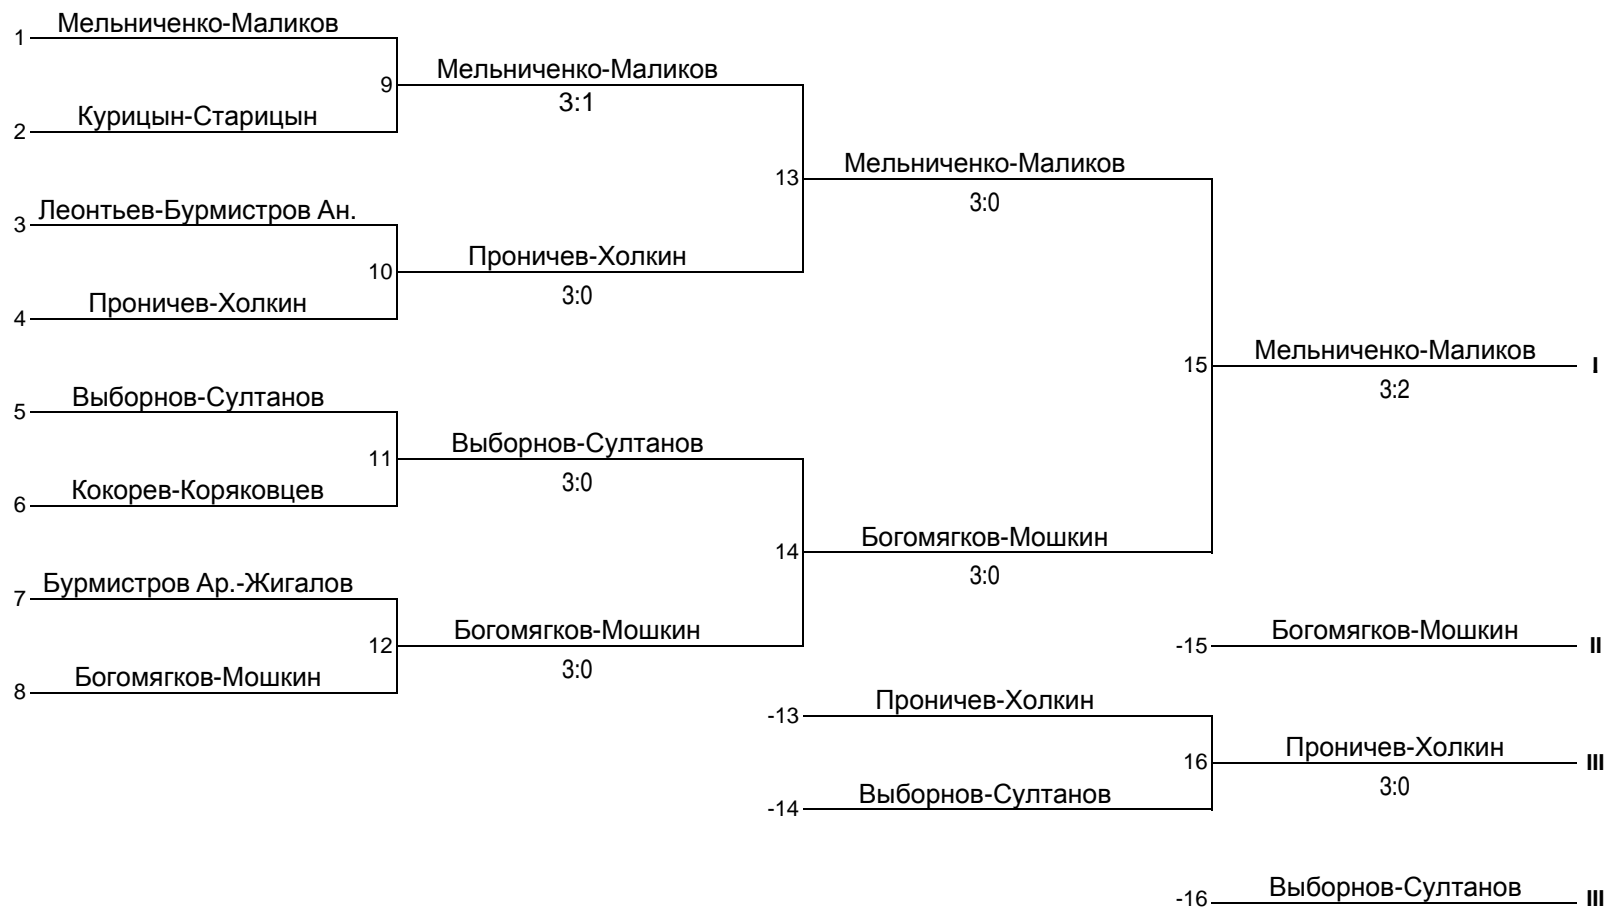 Мельниченко-Маликов
1
Мельниченко-Маликов
9
3:1
Курицын-Старицын
2
Мельниченко-Маликов
13
3:0
Леонтьев-Бурмистров Ан.
3
Проничев-Холкин
10
3:0
Проничев-Холкин
4
Мельниченко-Маликов
15
I
3:2
Выборнов-Султанов
5
Выборнов-Султанов
11
3:0
Кокорев-Коряковцев
6
Богомягков-Мошкин
14
3:0
Бурмистров Ар.-Жигалов
7
Богомягков-Мошкин
12
3:0
Богомягков-Мошкин
-15
II
Богомягков-Мошкин
8
Проничев-Холкин
-13
Проничев-Холкин
16
III
3:0
Выборнов-Султанов
-14
Выборнов-Султанов
-16
III